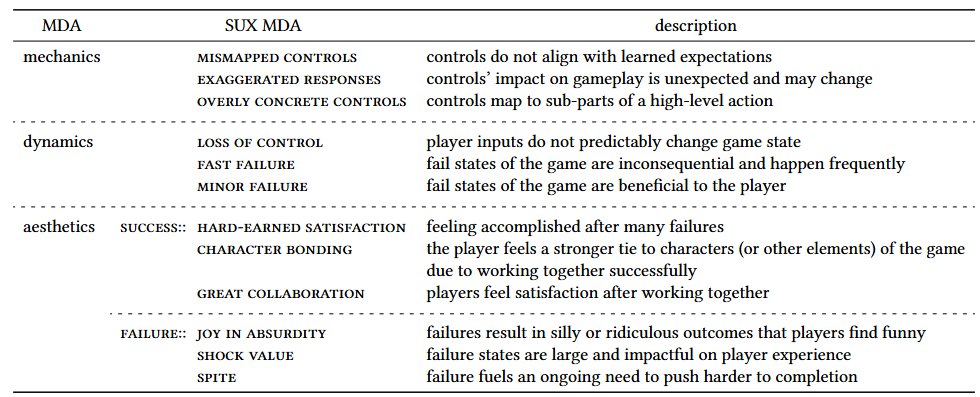 MDA SUX MDA description
mechanics MISMAPPED CONTROLS controls do not align with learned expectations
EXAGGERATED RESPONSES controls' impact on gameplay is unexpected and may change
OVERLY CONCRETE CONTROLS controls map to sub-parts of a high-level action
dynamics LOSS OF CONTROL player inputs do not predictably change game state
FAST FAILURE fail states of the game are inconsequential and happen frequently
MINOR FAILURE fail states of the game are beneficial to the player
aesthetics SUCCESS:: HARD-EARNED SATISFACTION feeling accomplished after many failures
CHARACTER BONDING the player feels a stronger tie to characters (or other elements) of the game
due to working together successfully
GREAT COLLABORATION players feel satisfaction after working together
FAILURE:: JOY IN ABSURDITY failures result in silly or ridiculous outcomes that players find funny
SHOCK VALUE failure states are large and impactful on player experience
SPITE failure fuels an ongoing need to push harder to completion